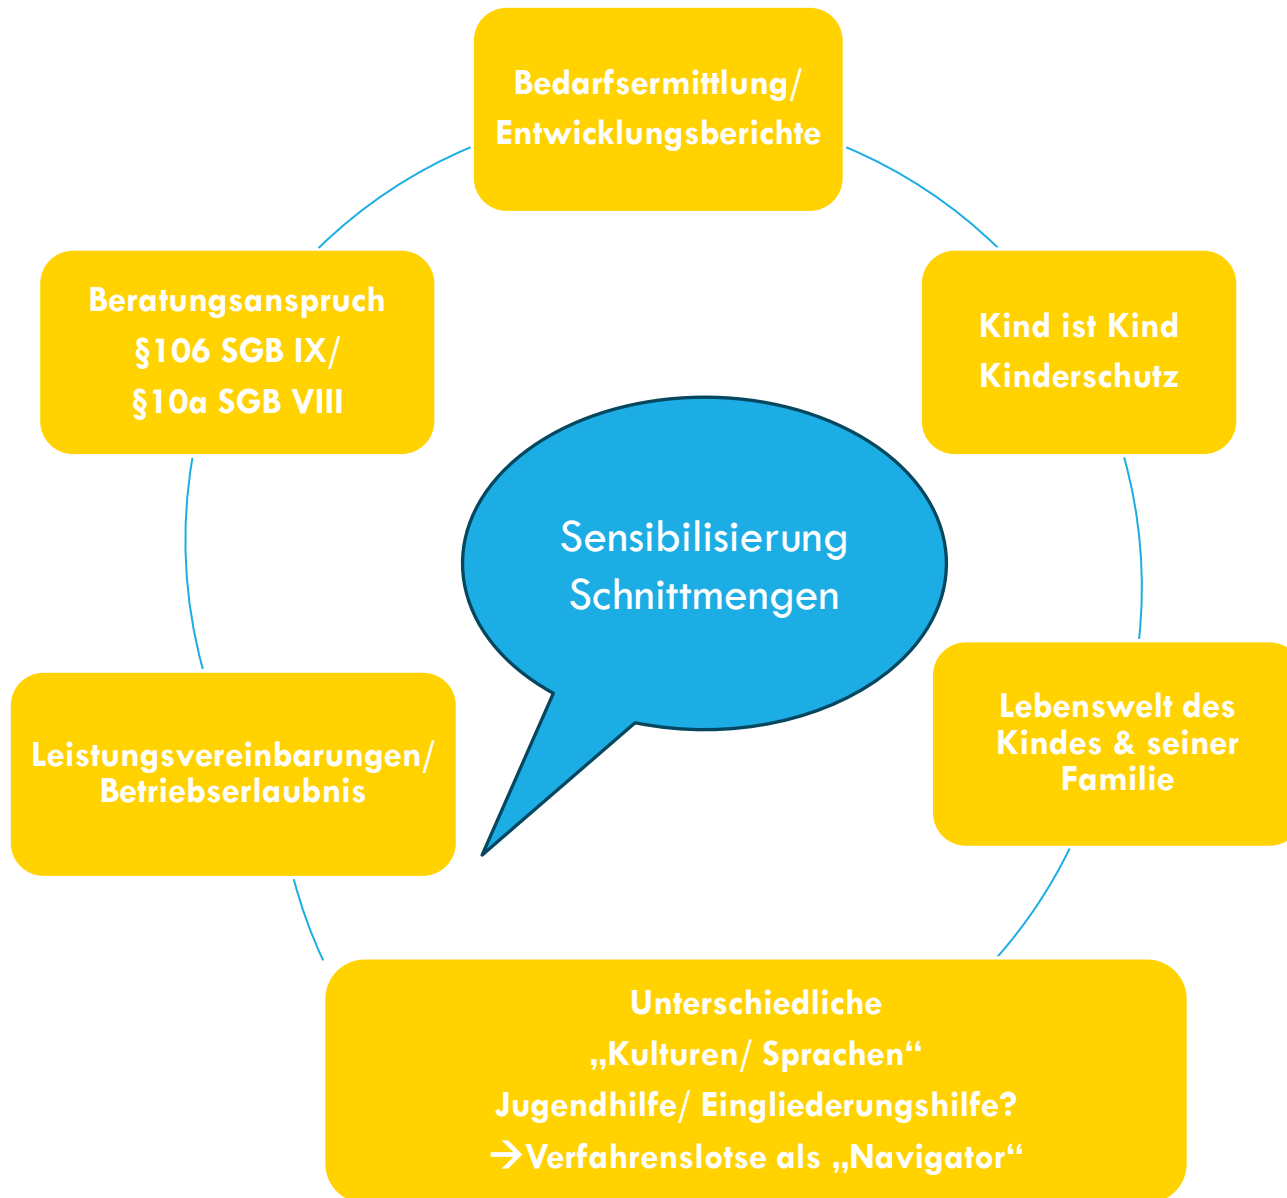 Bedarfsermittlung/
Entwicklungsberichte
Beratungsanspruch
§106 SGB IX/
§10a SGB VIII
Kind ist Kind
Kinderschutz
Sensibilisierung
Schnittmengen
Leistungsvereinbarungen/
Betriebserlaubnis
Lebenswelt des
Kindes & seiner
Familie
Unterschiedliche
„Kulturen/ Sprachen“
Jugendhilfe/ Eingliederungshilfe?
→Verfahrenslotse als „Navigator“